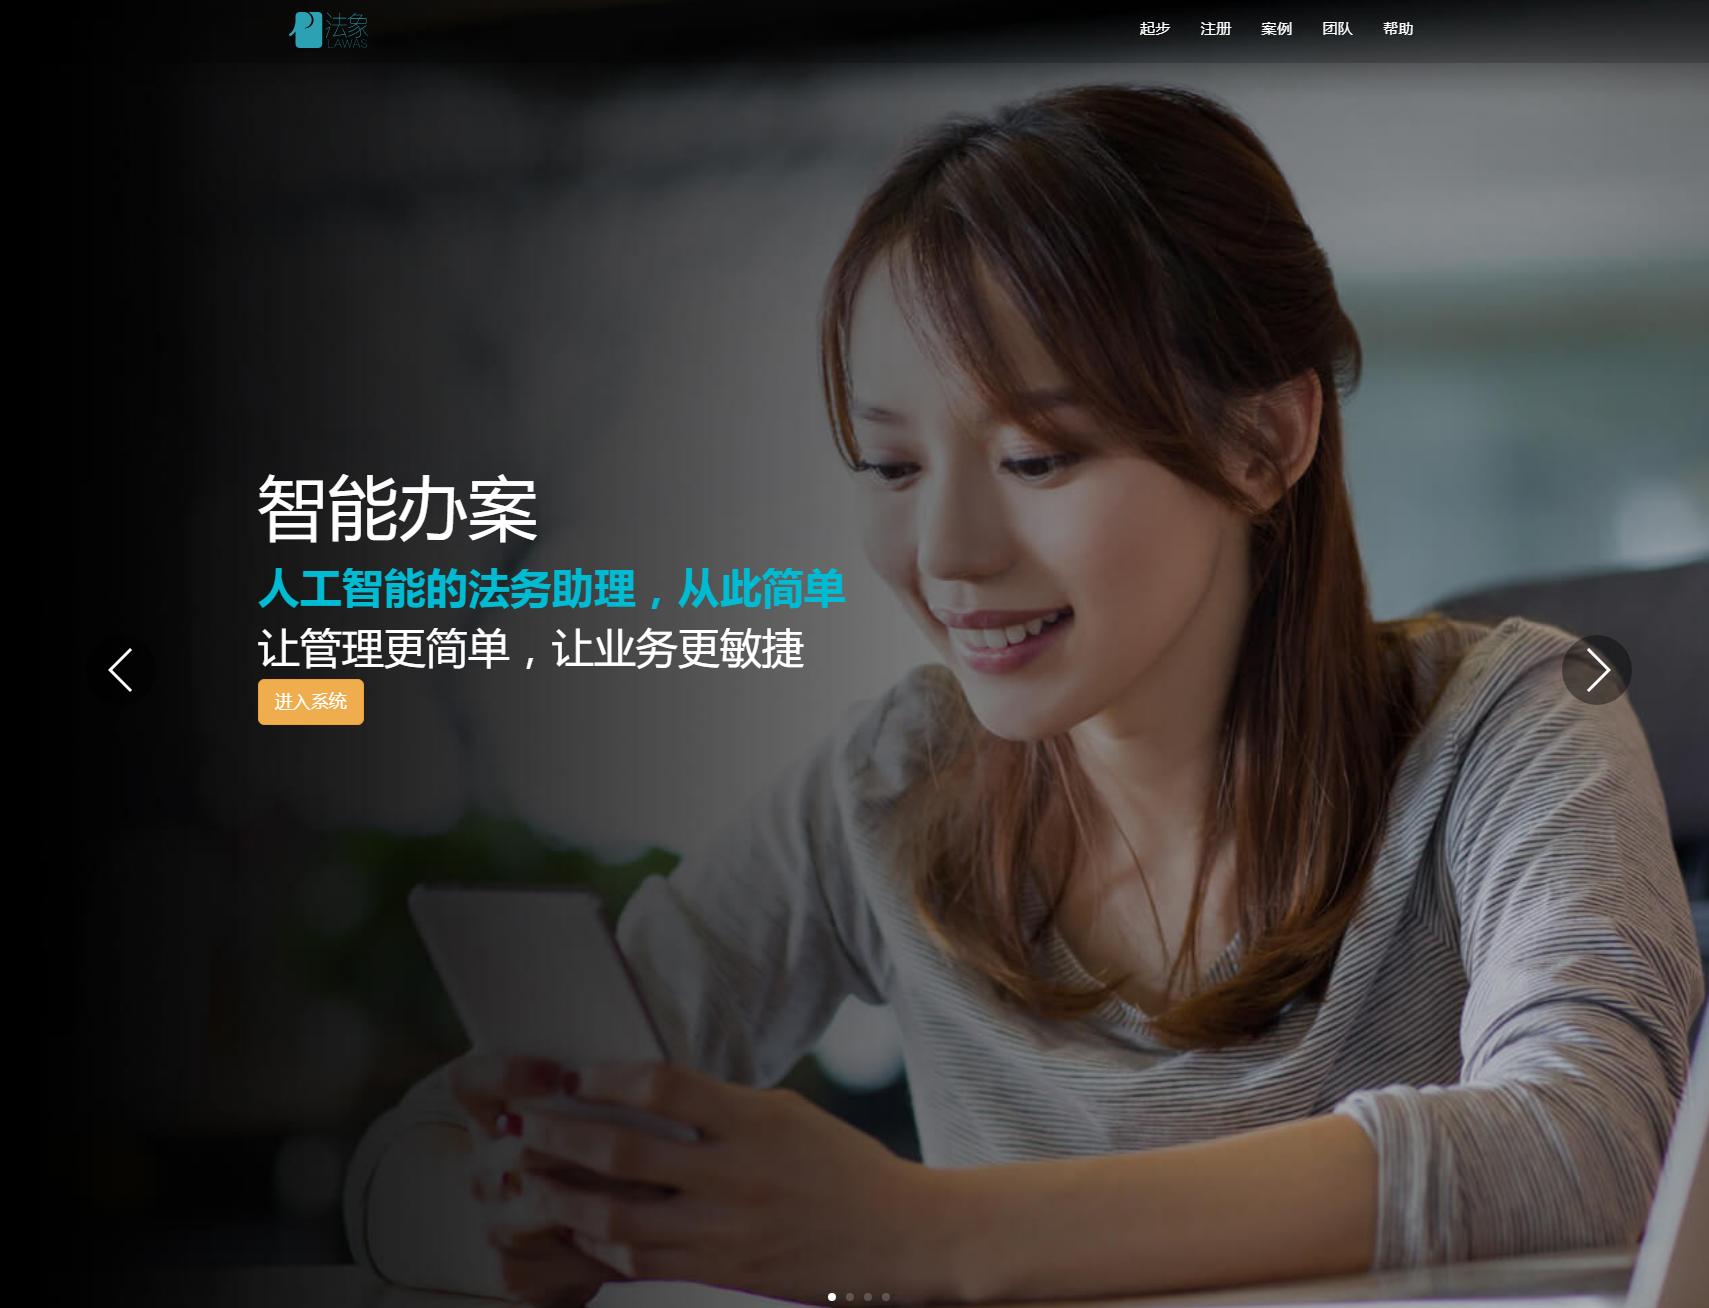 法象
LAWAS
起步 注册 案例 团队 帮助
智能办案
人工智能的法务助理，从此简单
让管理更简单，让业务更敏捷
进入系统